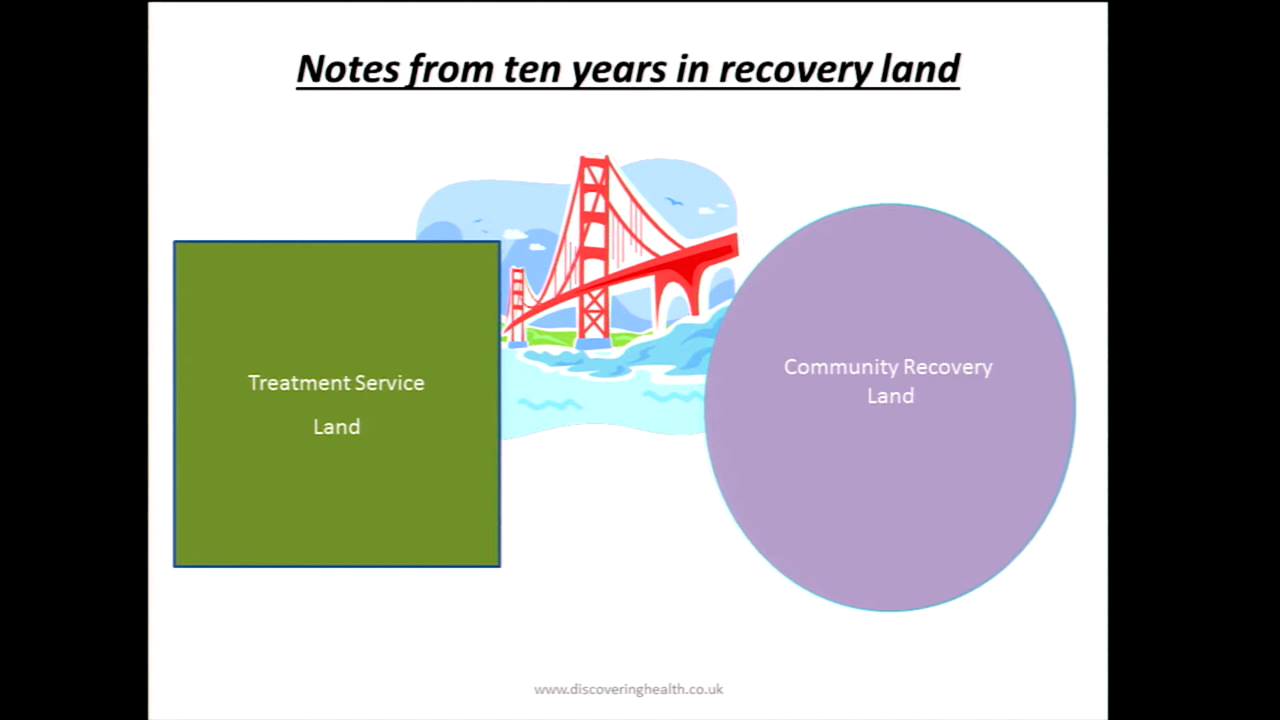 Notes from ten years in recovery land
Treatment Service
Land
Community Recovery
Land
www.discoveringhealth.co.uk